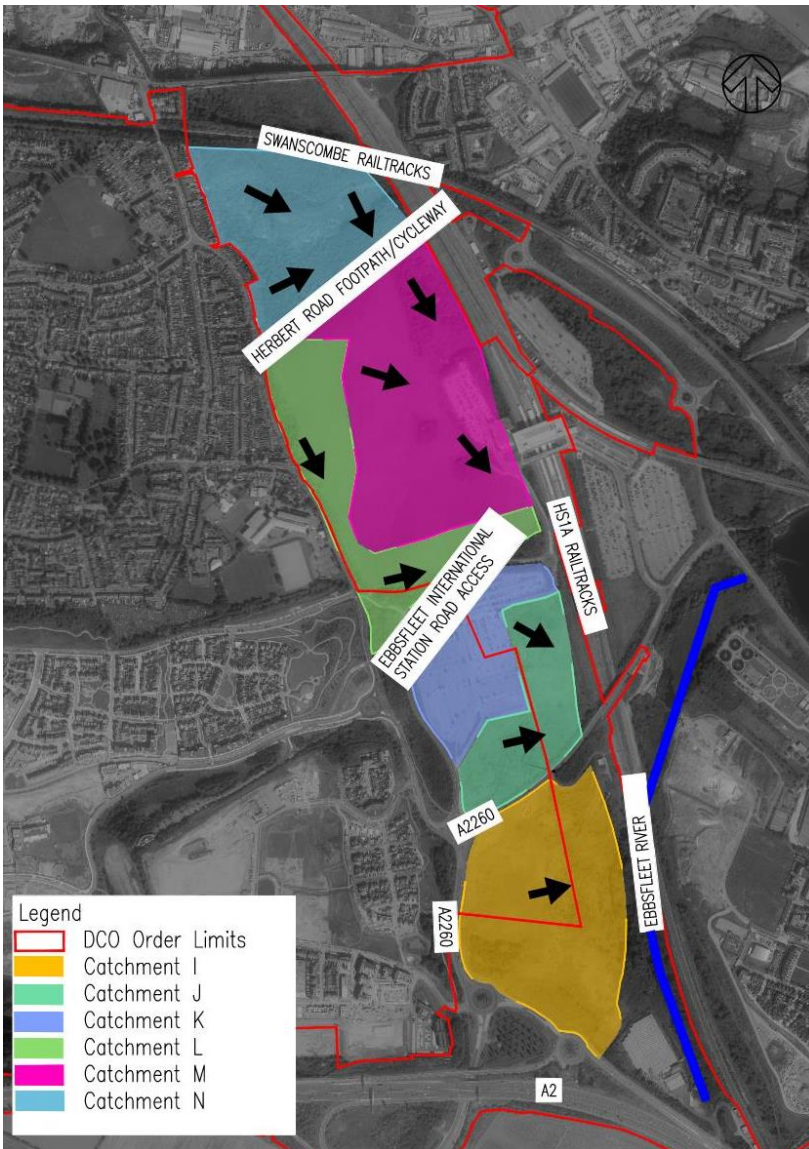 SWANSCOMBE RAILTRACKS
HERBERT ROAD FOOTPATH/CYCLEWAY
HS1A RAILTRACKS
EBBSFLEET INTERNATIONAL
STATION ROAD ACCESS
A2260
EBBSFLEET RIVER
A2260
A2
Legend
DCO Order Limits
Catchment I
Catchment J
Catchment K
Catchment L
Catchment M
Catchment N